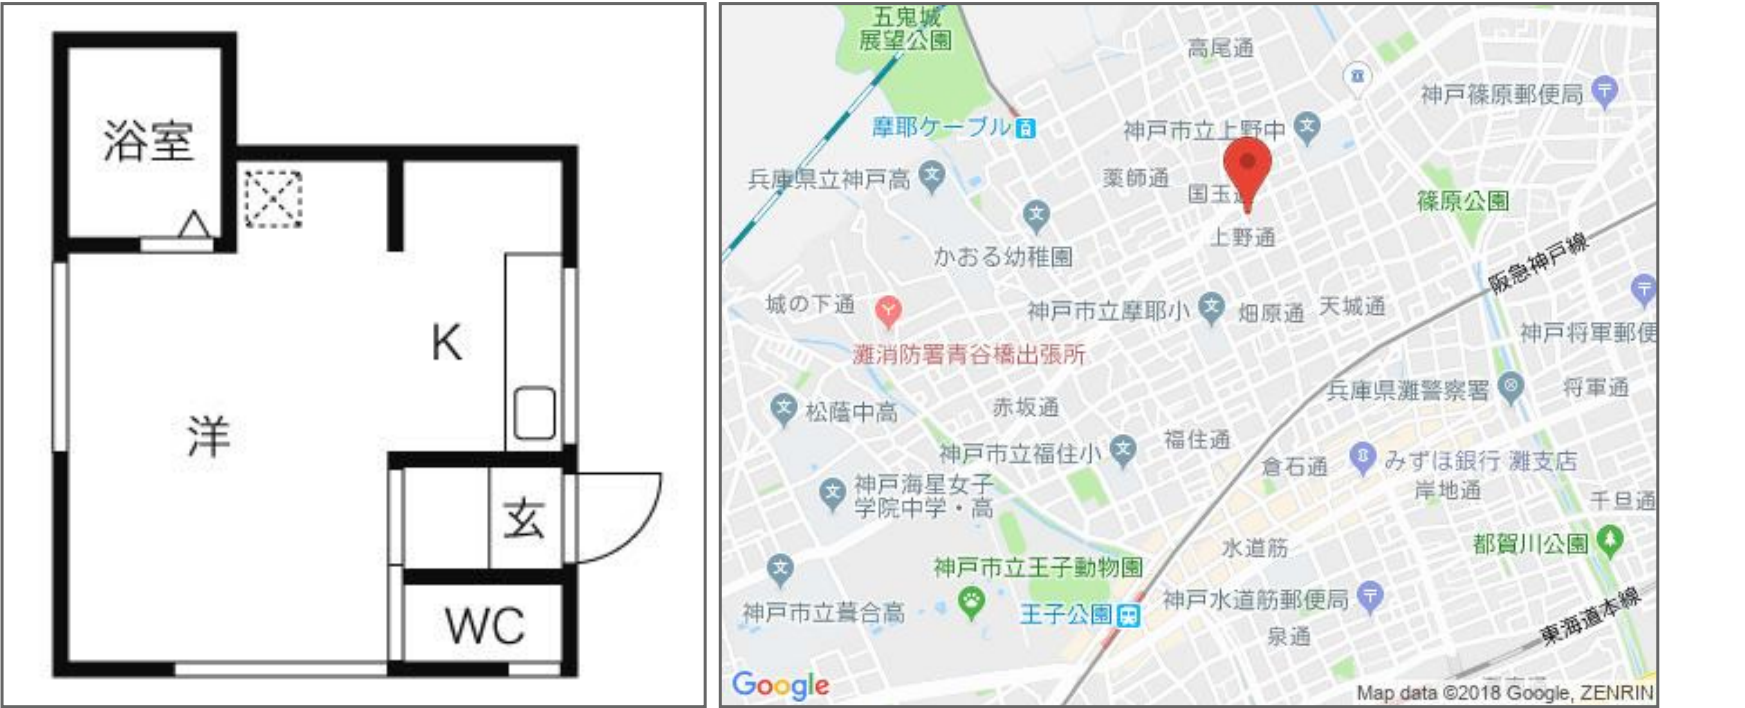 浴室
K
洋
玄
WC
五鬼城
展望公園
高尾通
神戸篠原郵便局
摩耶ケーブル
神戸市立上野中
兵庫県立神戸高
薬師通
国玉通
篠原公園
上野通
かおる幼稚園
阪急神戸線
城の下通
神戸市立摩耶小
畑原通
天城通
神戸将軍郵便
灘消防署青谷橋出張所
兵庫県灘警察署
将軍通
松蔭中高
赤坂通
神戸市立福住小
福住通
倉石通
みずほ銀行 灘支店
岸地通
神戸海星女子
学院中学・高
千旦通
水道筋
都賀川公園
神戸市立王子動物園
神戸市立葺合高
王子公園
神戸水道筋郵便局
泉通
東海道本線
Google
Map data ©2018 Google, ZENRIN